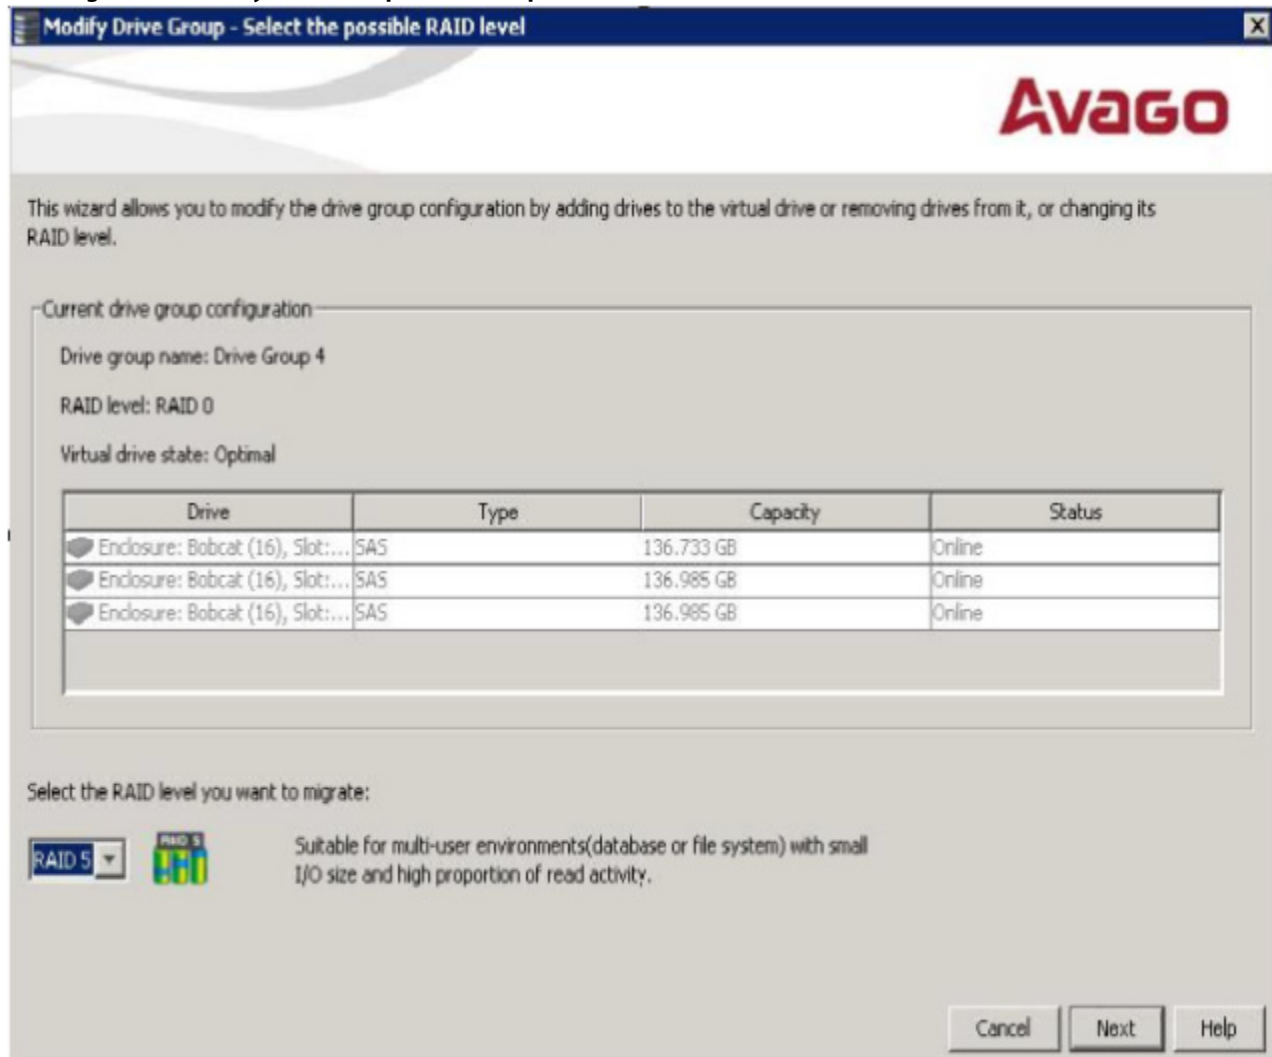 Modify Drive Group - Select the possible RAID level
AVAGO
This wizard allows you to modify the drive group configuration by adding drives to the virtual drive or removing drives from it, or changing its
RAID level.
Current drive group configuration
Drive group name: Drive Group 4
RAID level: RAID 0
Virtual drive state: Optimal
Drive Type Capacity Status
Enclosure: Bobcat (16), Slot:... SAS 136.733 GB Online
Enclosure: Bobcat (16), Slot:... SAS 136.985 GB Online
Enclosure: Bobcat (16), Slot:... SAS 136.985 GB Online
Select the RAID level you want to migrate:
RAID 5 RAID 5 Suitable for multi-user environments(database or file system) with small
I/O size and high proportion of read activity.
Cancel Next Help